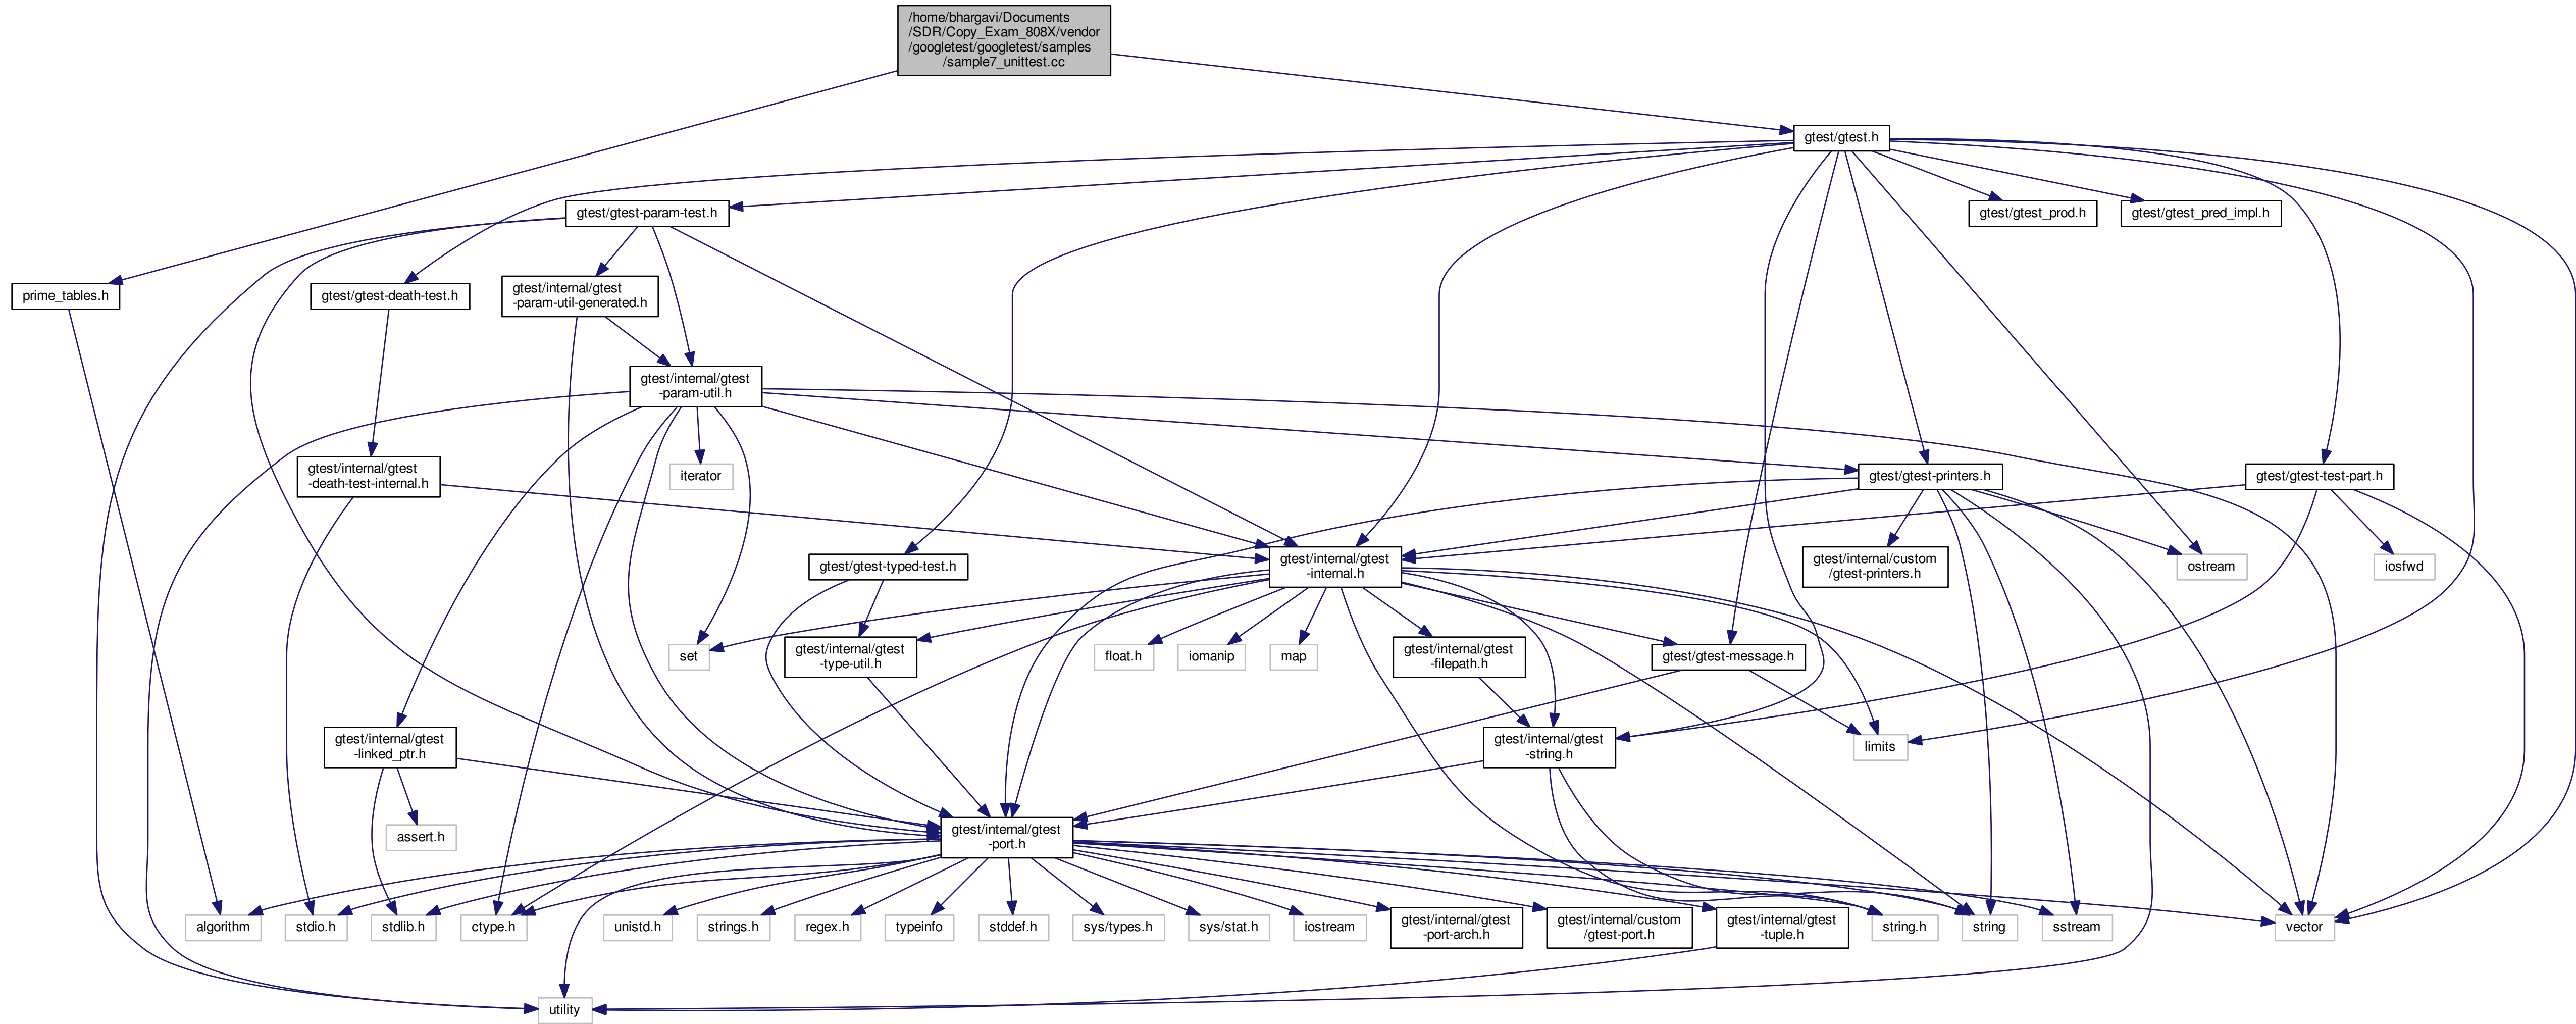 /home/bhargavi/Documents
/SDR/Copy_Exam_808X/vendor
/googletest/googletest/samples
/sample7_unittest.cc
gtest/gtest.h
gtest/gtest-param-test.h
gtest/gtest_prod.h
gtest/gtest_pred_impl.h
prime_tables.h
gtest/gtest-death-test.h
gtest/internal/gtest
-param-util-generated.h
gtest/internal/gtest
-param-util.h
gtest/internal/gtest
-death-test-internal.h
iterator
gtest/gtest-printers.h
gtest/gtest-test-part.h
gtest/gtest-typed-test.h
gtest/internal/gtest
-internal.h
gtest/internal/custom
/gtest-printers.h
ostream
iosfwd
set
gtest/internal/gtest
-type-util.h
float.h
iomanip
map
gtest/internal/gtest
-filepath.h
gtest/gtest-message.h
gtest/internal/gtest
-linked_ptr.h
gtest/internal/gtest
-string.h
limits
assert.h
gtest/internal/gtest
-port.h
algorithm
stdio.h
stdlib.h
ctype.h
unistd.h
strings.h
regex.h
typeinfo
stddef.h
sys/types.h
sys/stat.h
iostream
gtest/internal/gtest
-port-arch.h
gtest/internal/custom
/gtest-port.h
gtest/internal/gtest
-tuple.h
string.h
string
sstream
vector
utility